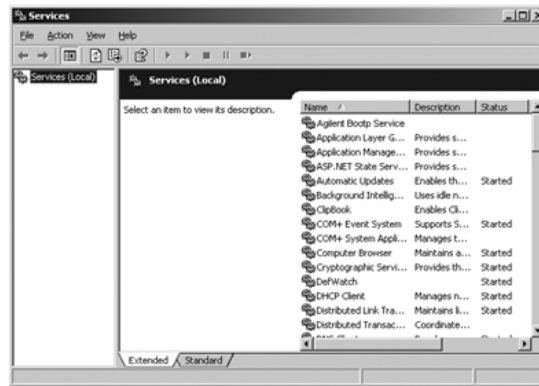 Services
File Action View Help
Services (Local)
Services (Local)
Select an item to view its description.
Name Description Status
Agilent Bootp Service
Application Layer G... Provides s...
Application Manage... Provides s...
ASP.NET State Serv... Provides s...
Automatic Updates Enables th... Started
Background Intellig... Uses idle n...
ClipBook Enables Cli...
COM+ Event System Supports S... Started
COM+ System Appli... Manages t...
Computer Browser Maintains a... Started
Cryptographic Servi... Provides th... Started
DefWatch Started
DHCP Client Manages n... Started
Distributed Link Tra... Maintains li... Started
Distributed Transac... Coordinate...
Extended Standard